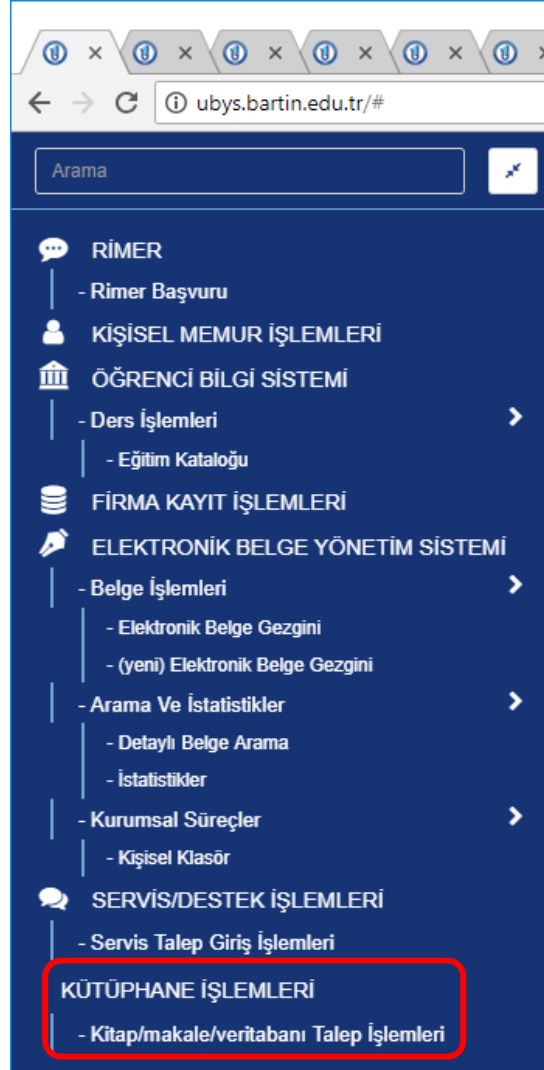 ubys.bartin.edu.tr/#
Arama
RİMER
- Rimer Başvuru
KİŞİSEL MEMUR İŞLEMLERİ
ÖĞRENCİ BİLGİ SİSTEMİ
- Ders İşlemleri
- Eğitim Kataloğu
FİRMA KAYIT İŞLEMLERİ
ELEKTRONİK BELGE YÖNETİM SİSTEMİ
- Belge İşlemleri
- Elektronik Belge Gezgini
- (yeni) Elektronik Belge Gezgini
- Arama Ve İstatistikler
- Detaylı Belge Arama
- İstatistikler
- Kurumsal Süreçler
- Kişisel Klasör
SERVİS/DESTEK İŞLEMLERİ
- Servis Talep Giriş İşlemleri
KÜTÜPHANE İŞLEMLERİ
- Kitap/makale/veritabanı Talep İşlemleri